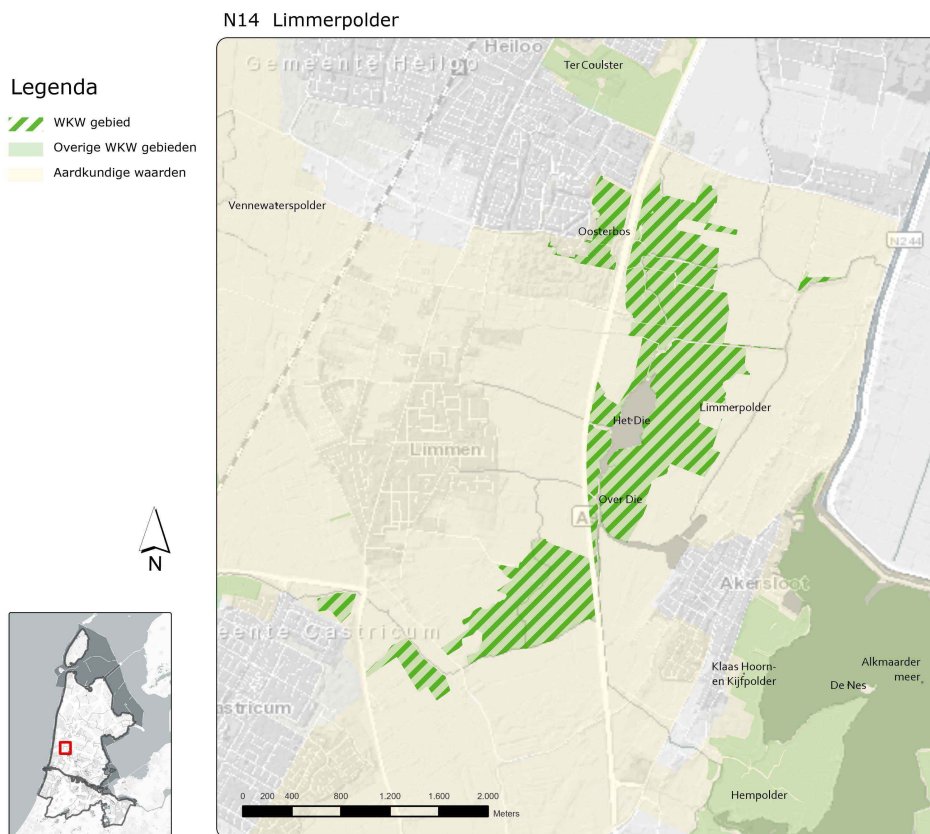 N14 Limmerpolder
Legenda
WKW gebied
Overige WKW gebieden
Aardkundige waarden
N
Heiloo
Gemeente Heiloo
Ter Coulster
Vennewaterspolder
Oosterbos
N244
Limmerpolder
Het Die
Limmen
Over Die
A
Akersloot
eente Castricum
Klaas Hoorn-
en Kijfpolder
Alkmaarder
meer
De Nes
astricum
Hempolder
0 200 400 800 1.200 1.600 2.000
Meters